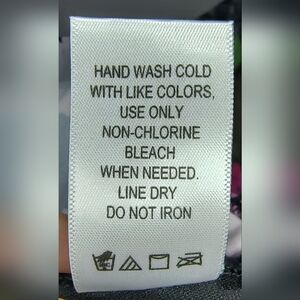 HAND WASH COLD
WITH LIKE COLORS,
USE ONLY
NON-CHLORINE
BLEACH
WHEN NEEDED.
LINE DRY
DO NOT IRON